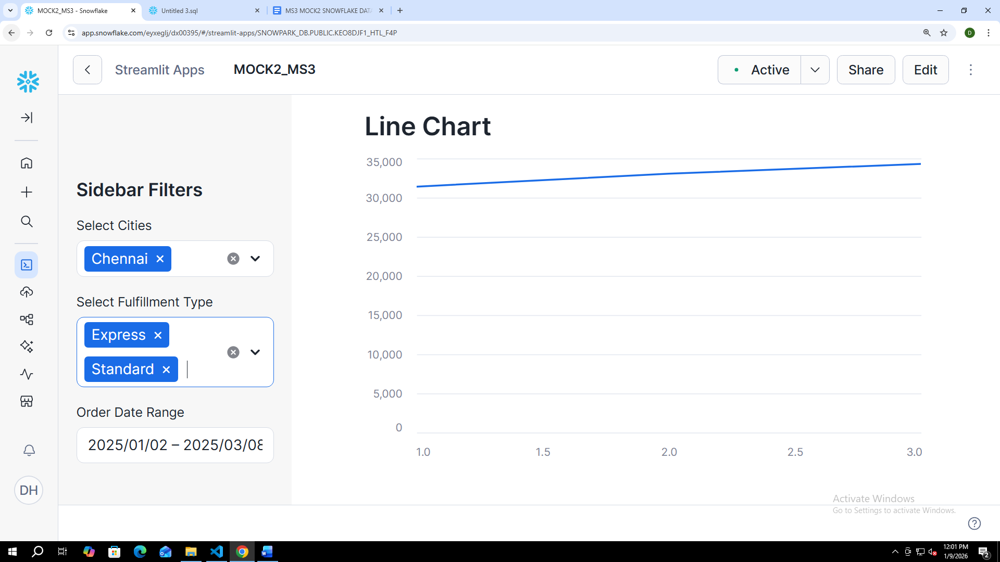 MOCK2_MS3 - Snowflake
Untitled 3.sql
MS3 MOCK2 SNOWFLAKE DATA
app.snowflake.com/eyxeglj/dx00395/#/streamlit-apps/SNOWPARK_DB.PUBLIC.KEO8DJF1_HTL_F4P
D
Streamlit Apps
MOCK2_MS3
Active
Share
Edit
Line Chart
Sidebar Filters
Select Cities
Chennai
Select Fulfillment Type
Express
Standard
Order Date Range
2025/01/02 – 2025/03/08
DH
35,000
30,000
25,000
20,000
15,000
10,000
5,000
0
1.0
1.5
2.0
2.5
3.0
Activate Windows
Go to Settings to activate Windows.
12:01 PM
1/9/2026
2